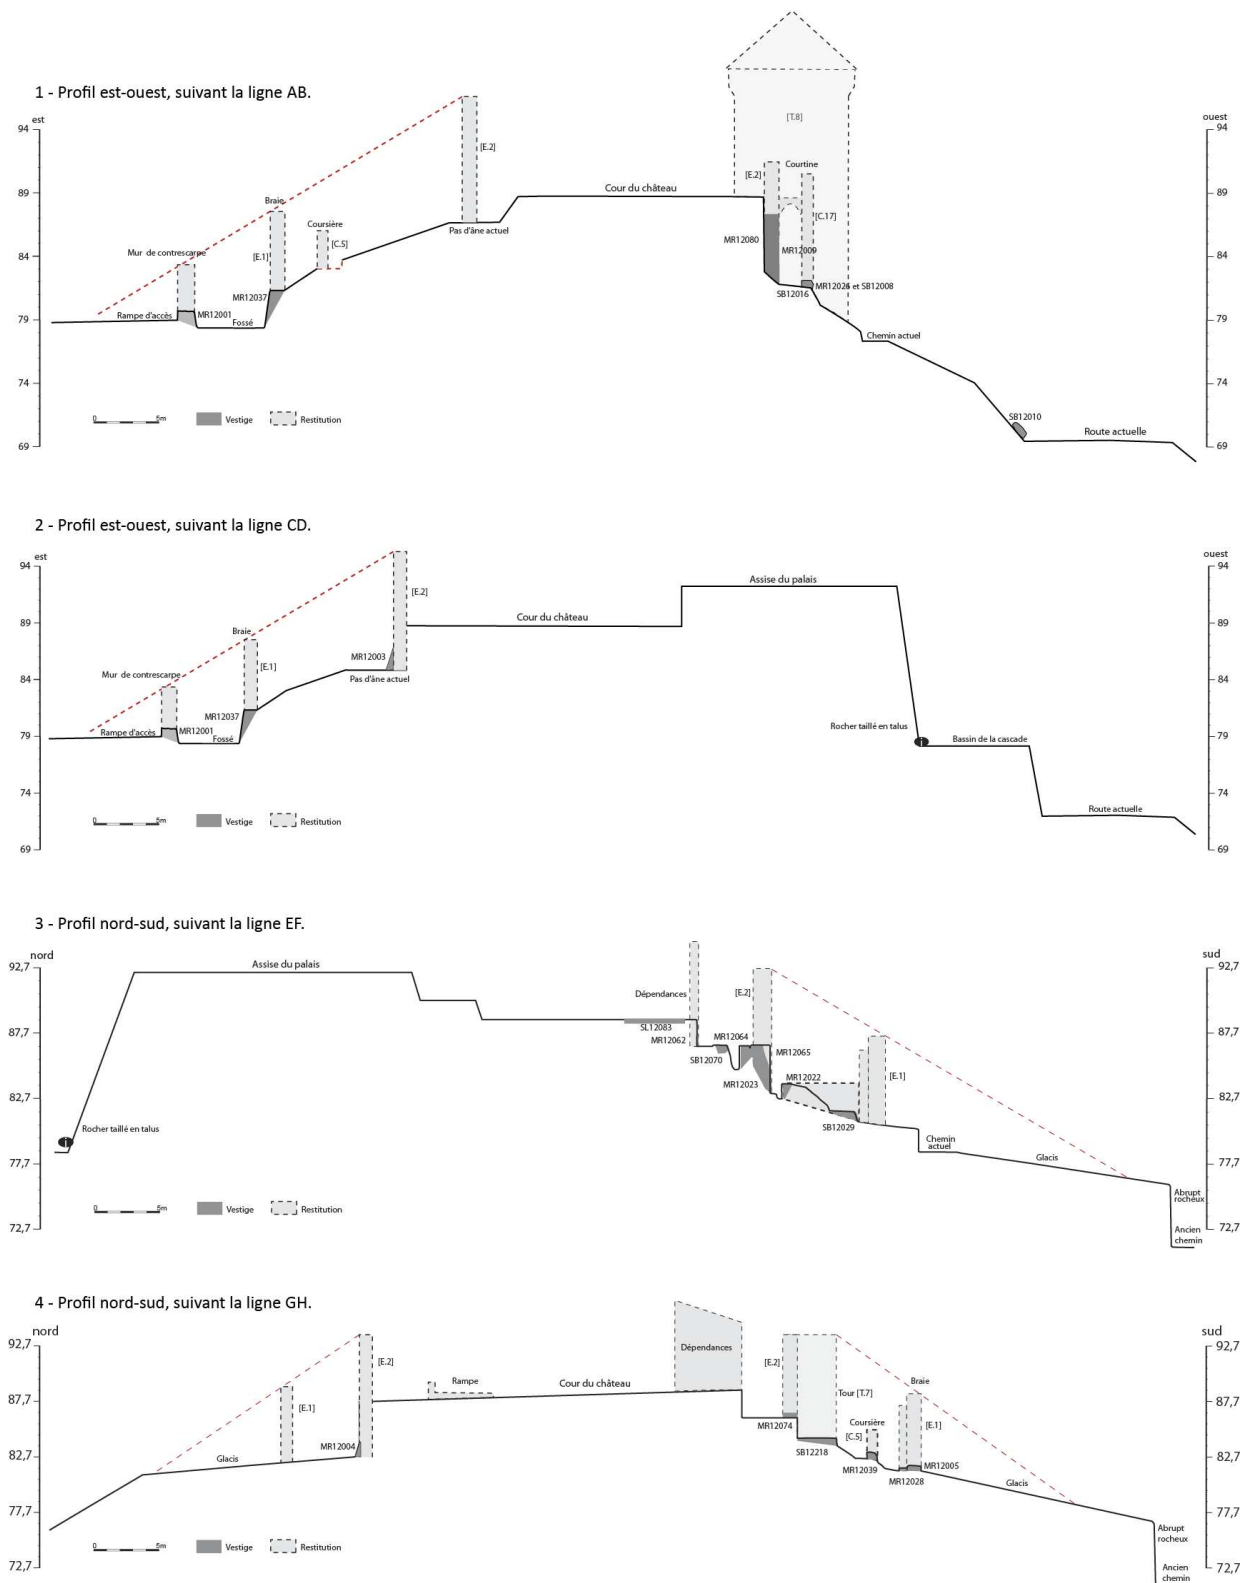 1 - Profil est-ouest, suivant la ligne AB.
est
ouest
94
89
84
79
74
69
94
89
84
79
74
69
[T.8]
[E.2]
Cour du château
[E.2]
Courtine
Braie
Coursière
[C.5]
Pas d'âne actuel
[C.17]
Mur de contrescarpe
[E.1]
MR12080
MR12009
MR12037
SB12016
MR12026 et SB12008
Rampe d'accès
MR12001
Fossé
Chemin actuel
SB12010
Route actuelle
0 5m
Vestige
Restitution
2 - Profil est-ouest, suivant la ligne CD.
est
ouest
94
89
84
79
74
69
94
89
84
79
74
69
Assise du palais
[E.2]
Cour du château
Braie
MR12003
[E.1]
Mur de contrescarpe
Pas d'âne actuel
MR12037
Rampe d'accès
MR12001
Fossé
Rocher taillé en talus
i
Bassin de la cascade
Route actuelle
0 5m
Vestige
Restitution
3 - Profil nord-sud, suivant la ligne EF.
nord
sud
92,7
87,7
82,7
77,7
72,7
92,7
87,7
82,7
77,7
72,7
Assise du palais
Dépendances
[E.2]
SL12083
MR12062
MR12064
SB12070
MR12065
MR12023
MR12022
[E.1]
SB12029
i
Rocher taillé en talus
Chemin
actuel
Glacis
Abrupt
rocheux
Ancien
chemin
0 5m
Vestige
Restitution
4 - Profil nord-sud, suivant la ligne GH.
nord
sud
92,7
87,7
82,7
77,7
72,7
92,7
87,7
82,7
77,7
72,7
Dépendances
[E.2]
[E.2]
Rampe
Cour du château
Braie
[E.1]
Tour [T.7]
MR12074
Coursière
[C.5]
[E.1]
MR12004
SB12218
Glacis
MR12039
MR12005
MR12028
Glacis
Abrupt
rocheux
Ancien
chemin
0 5m
Vestige
Restitution